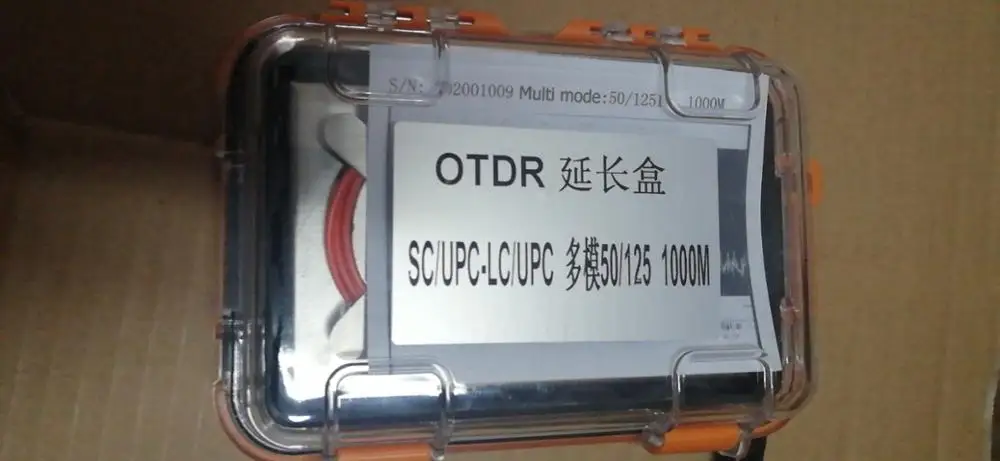 S/N: 2001009 Multi mode:50/125 1000M
OTDR 延长盒
SC/UPC-LC/UPC 多模50/125 1000M